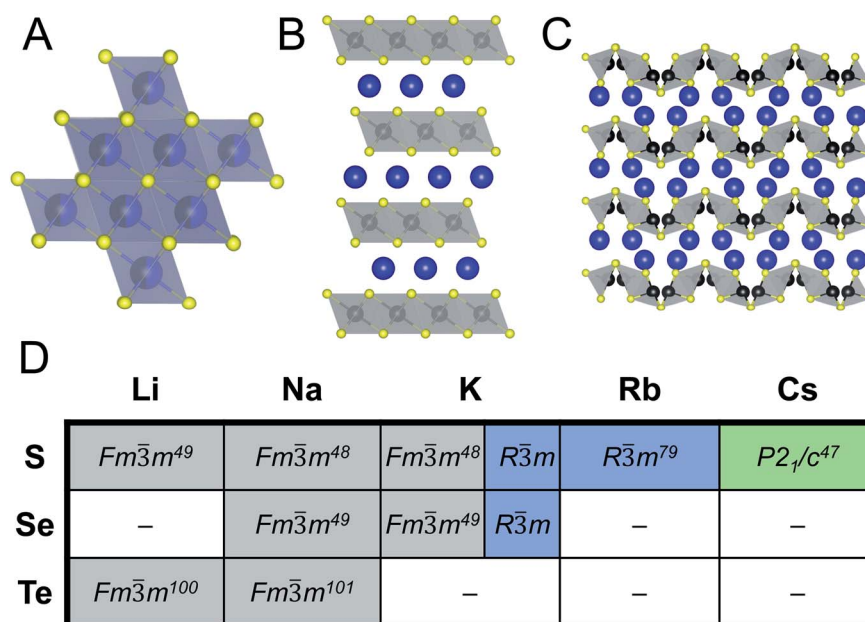 A B C
D
Li Na K Rb Cs
S Fm3̅m⁴⁹ Fm3̅m⁴⁸ Fm3̅m⁴⁸ R3̅m R3̅m⁷⁹ P2₁/c⁴⁷
Se – Fm3̅m⁴⁹ Fm3̅m⁴⁹ R3̅m – –
Te Fm3̅m¹⁰⁰ Fm3̅m¹⁰¹ – – –